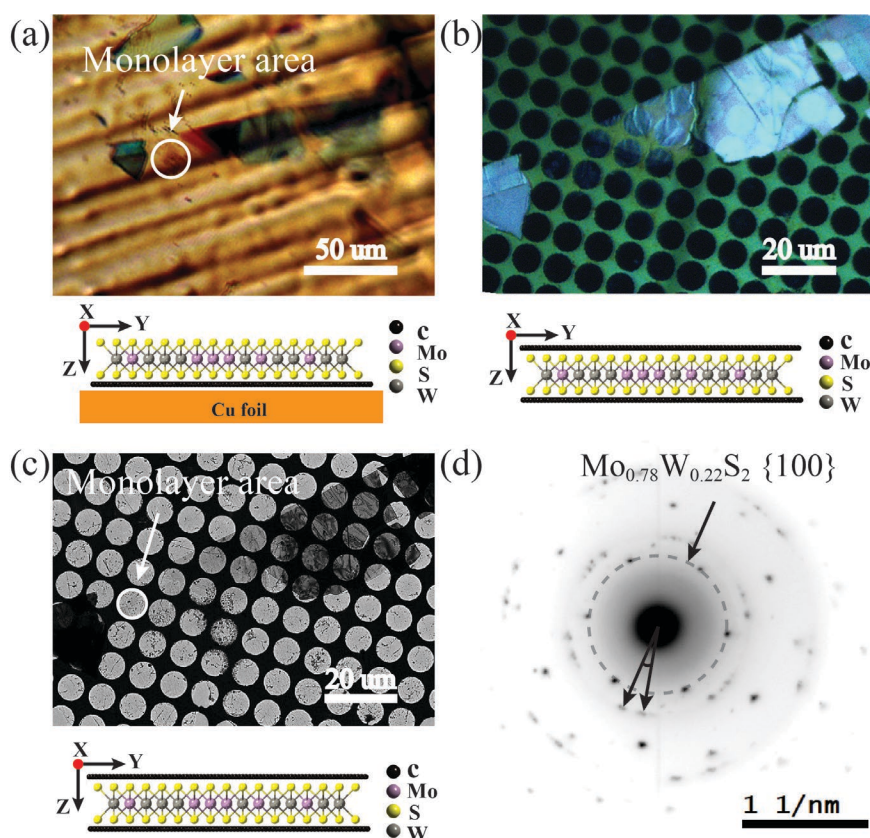 (a)
Monolayer area
50 um
X
Y
Z
C
Mo
S
W
Cu foil
(b)
20 um
X
Y
Z
C
Mo
S
W
(c)
Monolayer area
20 um
X
Y
Z
C
Mo
S
W
(d)
Mo0.78W0.22S2 {100}
1 1/nm